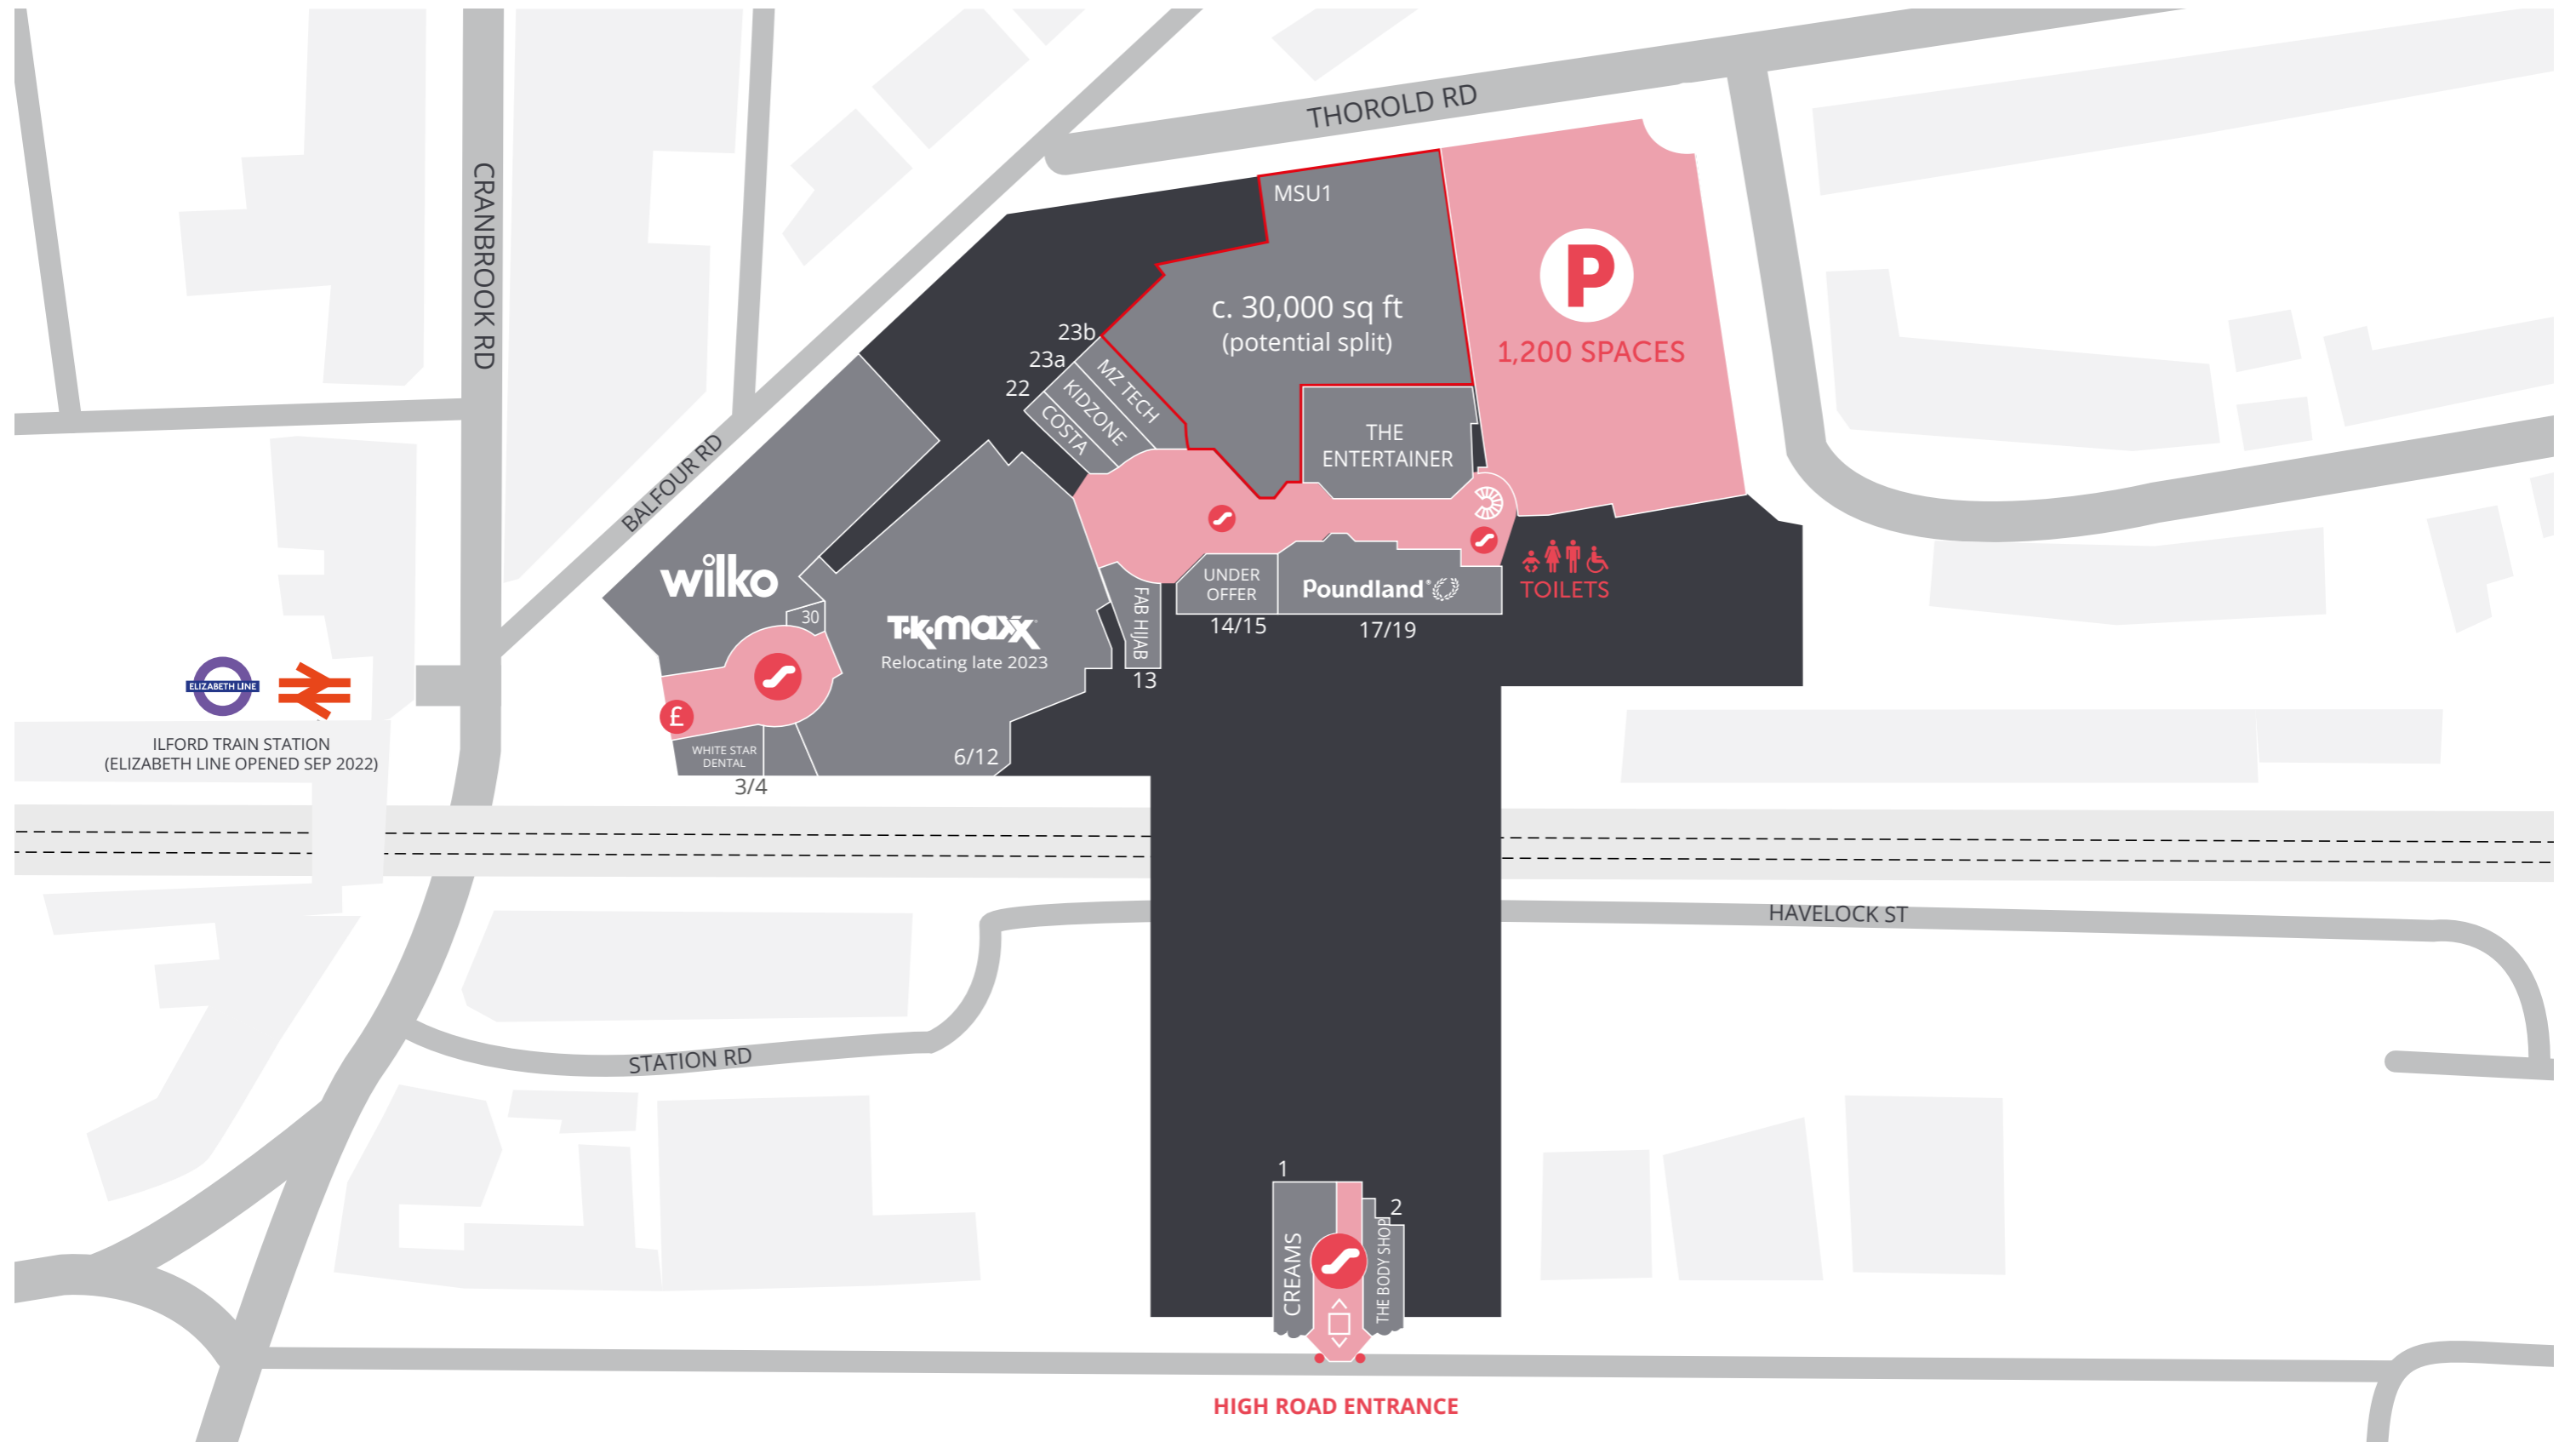 THOROLD RD
CRANBROOK RD
BALFOUR RD
MSU1
c. 30,000 sq ft
(potential split)
P
1,200 SPACES
23b
23a
22
MZ TECH
KIDZONE
COSTA
THE
ENTERTAINER
wilko
30
TK maxx
Relocating late 2023
6/12
FAB HIJAB
13
UNDER
OFFER
14/15
Poundland
17/19
TOILETS
£
WHITE STAR
DENTAL
3/4
ELIZABETH LINE
ILFORD TRAIN STATION
(ELIZABETH LINE OPENED SEP 2022)
HAVELOCK ST
STATION RD
1
2
CREAMS
THE BODY SHOP
HIGH ROAD ENTRANCE